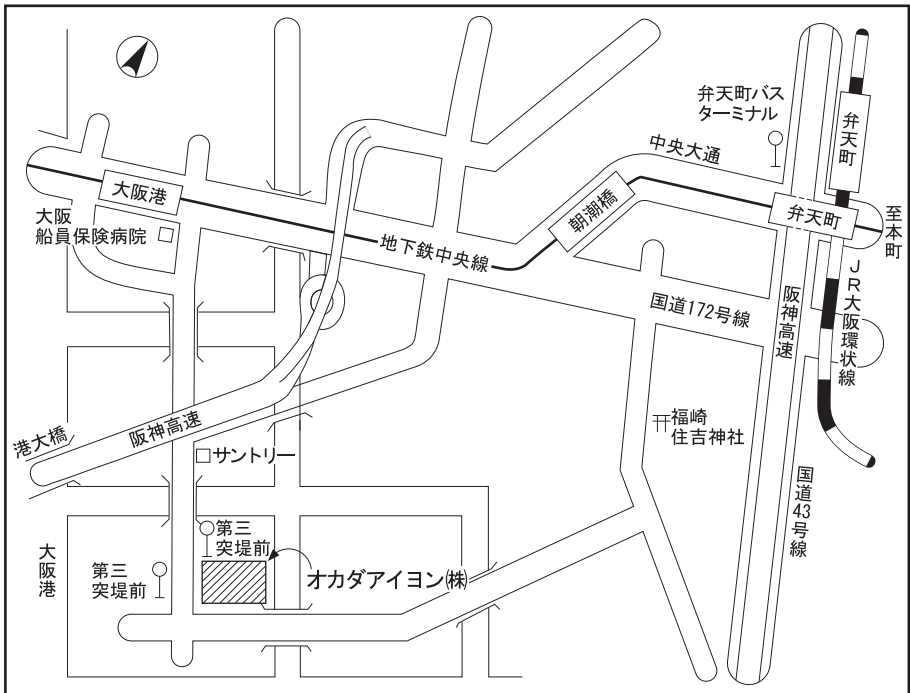 弁天町バス
ターミナル
弁天町
中央大通
大阪港
朝潮橋
弁天町
至本町
大阪
船員保険病院
地下鉄中央線
国道172号線
阪神高速
JR大阪環状線
福崎
住吉神社
港大橋
阪神高速
サントリー
国道43号線
大阪港
第三
突堤前
第三
突堤前
オカダアイヨン㈱